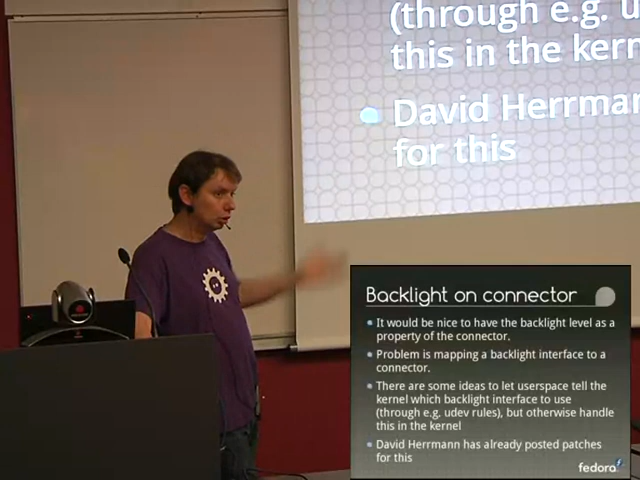 (through e.g. u
this in the kern
David Herrman
for this
Backlight on connector
It would be nice to have the backlight level as a
property of the connector.
Problem is mapping a backlight interface to a
connector.
There are some ideas to let userspace tell the
kernel which backlight interface to use
(through e.g. udev rules), but otherwise handle
this in the kernel
David Herrmann has already posted patches
for this
fedora